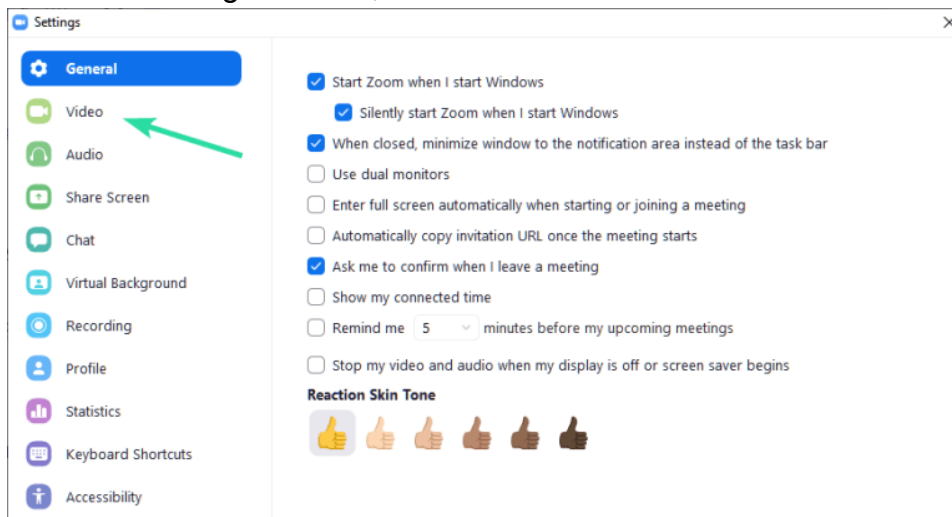 Settings
General
Video
Audio
Share Screen
Chat
Virtual Background
Recording
Profile
Statistics
Keyboard Shortcuts
Accessibility
Start Zoom when I start Windows
Silently start Zoom when I start Windows
When closed, minimize window to the notification area instead of the task bar
Use dual monitors
Enter full screen automatically when starting or joining a meeting
Automatically copy invitation URL once the meeting starts
Ask me to confirm when I leave a meeting
Show my connected time
Remind me 5 minutes before my upcoming meetings
Stop my video and audio when my display is off or screen saver begins
Reaction Skin Tone